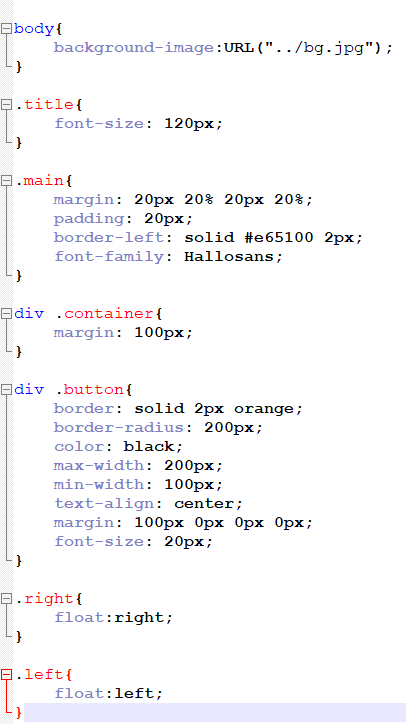 body{
background-image:URL("../bg.jpg");
}
.title{
font-size: 120px;
}
.main{
margin: 20px 20% 20px 20%;
padding: 20px;
border-left: solid #e65100 2px;
font-family: Hallosans;
}
div .container{
margin: 100px;
}
div .button{
border: solid 2px orange;
border-radius: 200px;
color: black;
max-width: 200px;
min-width: 100px;
text-align: center;
margin: 100px 0px 0px 0px;
font-size: 20px;
}
.right{
float:right;
}
.left{
float:left;
}